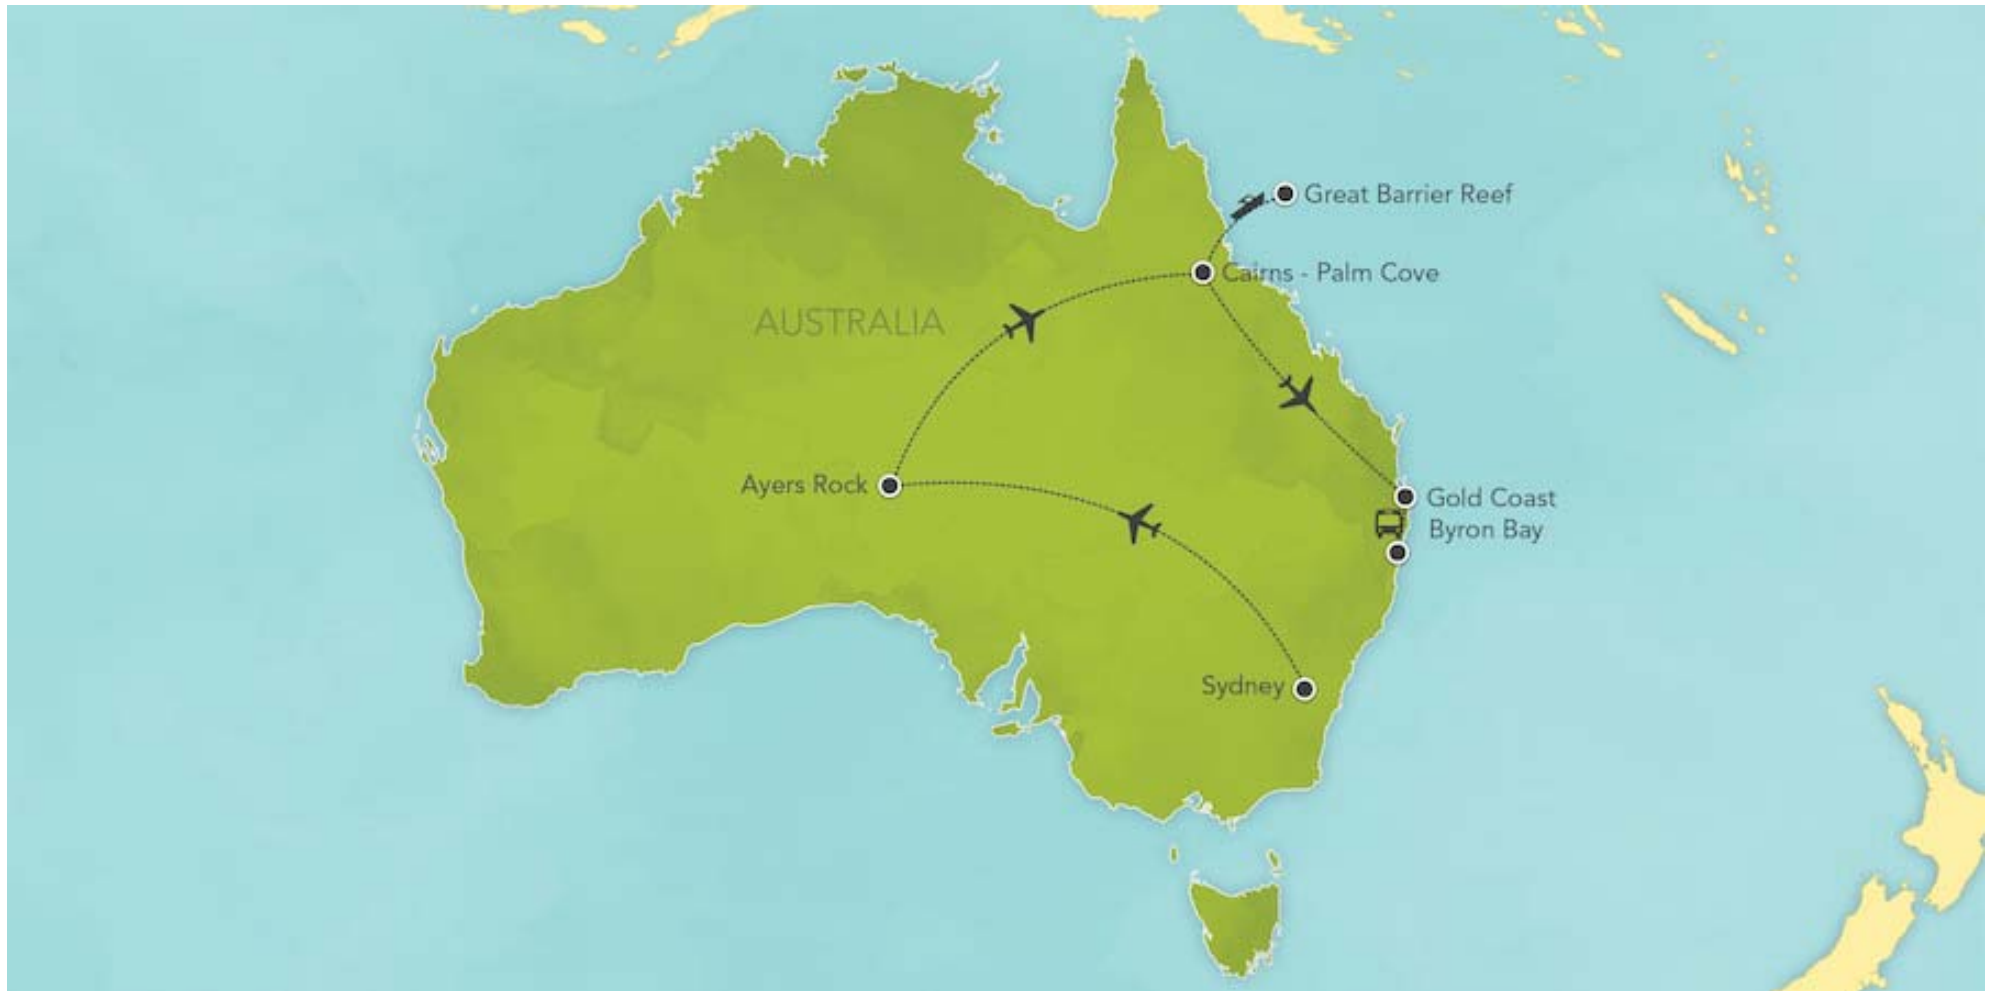 Great Barrier Reef
Cairns - Palm Cove
AUSTRALIA
Ayers Rock
Gold Coast
Byron Bay
Sydney